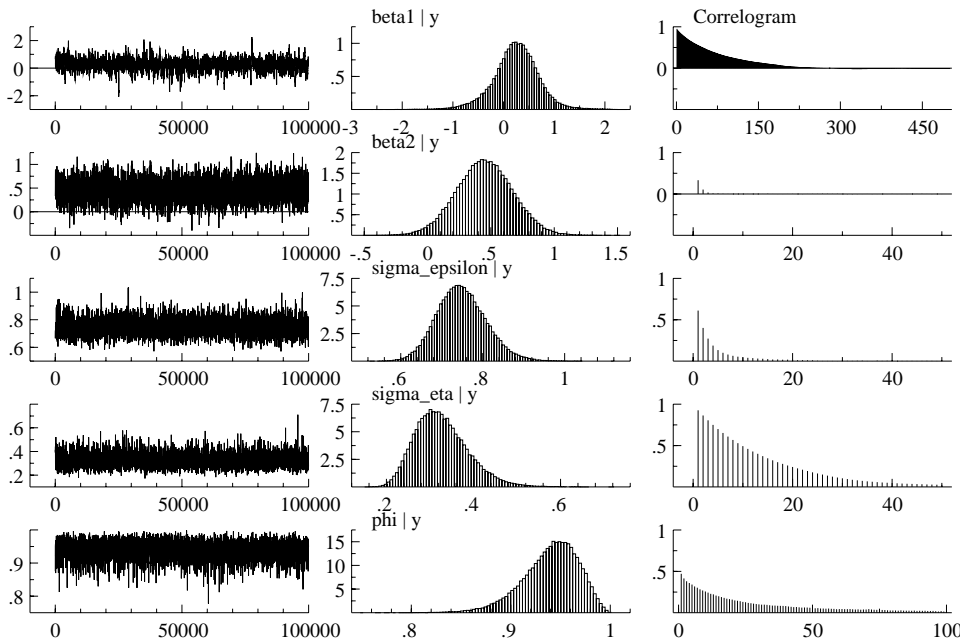 beta1 | y
Correlogram
2
0
-2
0 50000 100000
1
.5
-3 -2 -1 0 1 2
1
0
0 150 300 450
beta2 | y
1
.5
0
0 50000 100000
2
1.5
1
.5
-.5 0 .5 1 1.5
1
0
0 20 40
sigma_epsilon | y
1
.8
.6
0 50000 100000
7.5
5
2.5
.6 .8 1
1
.5
0 20 40
sigma_eta | y
.6
.4
.2
0 50000 100000
7.5
5
2.5
.2 .4 .6
1
.5
0 20 40
phi | y
.9
.8
0 50000 100000
15
10
5
.8 .9 1
1
.5
0 50 100